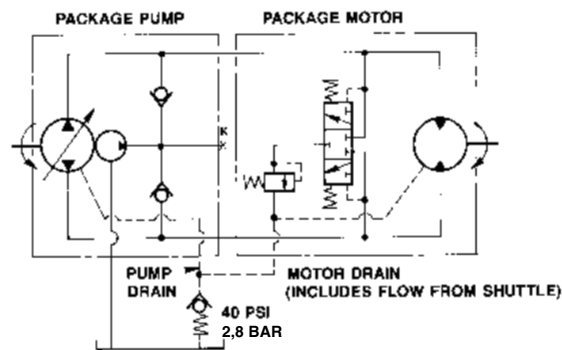 PACKAGE PUMP
PACKAGE MOTOR
K
PUMP
DRAIN
MOTOR DRAIN
(INCLUDES FLOW FROM SHUTTLE)
40 PSI
2,8 BAR